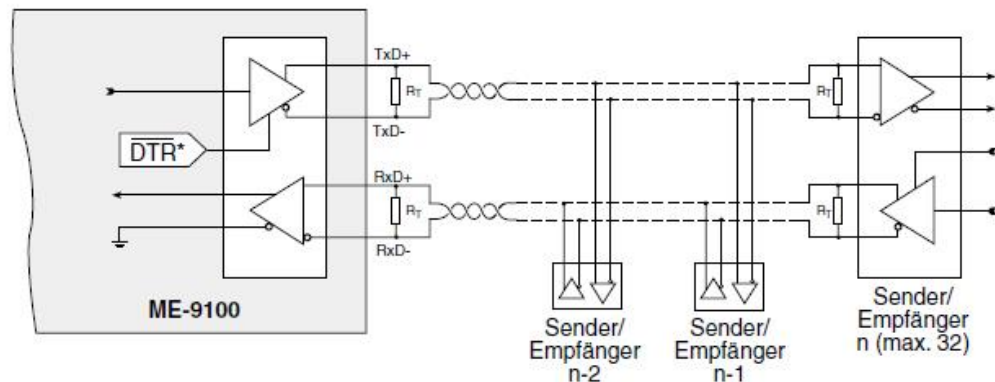 TxD+
RT
TxD-
DTR*
RxD+
RT
RxD-
ME-9100
RT
RT
Sender/
Empfänger
n-2
Sender/
Empfänger
n-1
Sender/
Empfänger
n (max. 32)